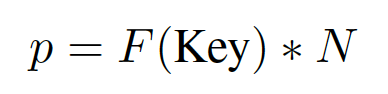 p = F(Key) ∗ N